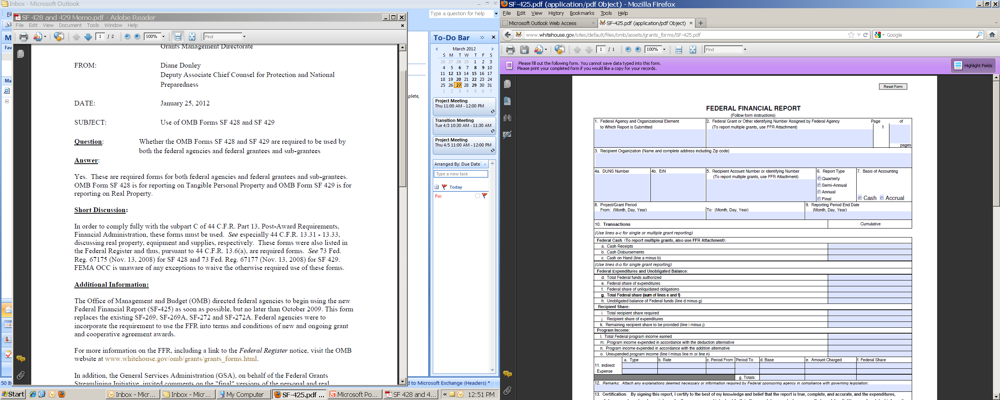 Inbox - Microsoft Outlook
Type a question for help
SF 428 and 429 Memo.pdf - Adobe Reader
File Edit View Document Tools Window Help
1 / 2 100% Find
Grants Management Directorate
FROM: Diane Donley
Deputy Associate Chief Counsel for Protection and National
Preparedness
DATE: January 25, 2012
SUBJECT: Use of OMB Forms SF 428 and SF 429
Question: Whether the OMB Forms SF 428 and SF 429 are required to be used by
both the federal agencies and federal grantees and sub-grantees
Answer:
Yes. These are required forms for both federal agencies and federal grantees and sub-grantees.
OMB Form SF 428 is for reporting on Tangible Personal Property and OMB Form SF 429 is for
reporting on Real Property.
Short Discussion:
In order to comply fully with the subpart C of 44 C.F.R. Part 13, Post-Award Requirements,
Financial Administration, these forms must be used. See especially 44 C.F.R. 13.31 - 13.33,
discussing real property, equipment and supplies, respectively. These forms were also listed in
the Federal Register and thus, pursuant to 44 C.F.R. 13.6(a), are required forms. See 73 Fed.
Reg. 67175 (Nov. 13, 2008) for SF 428 and 73 Fed. Reg. 67177 (Nov. 13, 2008) for SF 429.
FEMA OCC is unaware of any exceptions to waive the otherwise required use of these forms.
Additional Information:
The Office of Management and Budget (OMB) directed federal agencies to begin using the new
Federal Financial Report (SF-425) as soon as possible, but no later than October 2009. This form
replaces the existing SF-269, SF-269A, SF-272 and SF-272A. Federal agencies were to
incorporate the requirement to use the FFR into terms and conditions of new and ongoing grant
and cooperative agreement awards.
For more information on the FFR, including a link to the Federal Register notice, visit the OMB
website at www.whitehouse.gov/omb/grants/grants_forms.html.
In addition, the General Services Administration (GSA), on behalf of the Federal Grants
Streamlining Initiative, invited comments on the "final" versions of the personal and real
plete,
To-Do Bar
March 2012
S M T W T F S
26 27 28 29 1 2 3
4 5 6 7 8 9 10
11 12 13 14 15 16 17
18 19 20 21 22 23 24
25 26 27 28 29 30 31
1 2 3 4 5 6 7
Project Meeting
Thu 11:00 AM - 12:00 PM
Transition Meeting
Tue 4/3 10:30 AM - 11:30 AM
Project Meeting
Thu 4/5 11:00 AM - 12:00 PM
Arranged By: Due Date
Type a new task
Today
Fw:
d to Microsoft Exchange (Headers)
Start Inbox - Micr... Inbox - Micr... My Computer SF-425.pdf ... Microsoft Po... SF 428 and 4... « 12:51 PM
SF-425.pdf (application/pdf Object) - Mozilla Firefox
File Edit View History Bookmarks Tools Help
Microsoft Outlook Web Access SF-425.pdf (application/pdf Object)
www.whitehouse.gov/sites/default/files/omb/assets/grants_forms/SF-425.pdf Google
1 / 1 100% Find
Please fill out the following form. You cannot save data typed into this form.
Please print your completed form if you would like a copy for your records.
Highlight Fields
Reset Form
FEDERAL FINANCIAL REPORT
(Follow form instructions)
1. Federal Agency and Organizational Element
to Which Report is Submitted
2. Federal Grant or Other Identifying Number Assigned by Federal Agency
(To report multiple grants, use FFR Attachment)
Page of
1
pages
3. Recipient Organization (Name and complete address including Zip code)
4a. DUNS Number
4b. EIN
5. Recipient Account Number or Identifying Number
(To report multiple grants, use FFR Attachment)
6. Report Type
Quarterly
Semi-Annual
Annual
Final
7. Basis of Accounting
Cash Accrual
8. Project/Grant Period
From: (Month, Day, Year) To: (Month, Day, Year)
9. Reporting Period End Date
(Month, Day, Year)
10. Transactions Cumulative
(Use lines a-c for single or multiple grant reporting)
Federal Cash (To report multiple grants, also use FFR Attachment):
a. Cash Receipts
b. Cash Disbursements
c. Cash on Hand (line a minus b)
(Use lines d-o for single grant reporting)
Federal Expenditures and Unobligated Balance:
d. Total Federal funds authorized
e. Federal share of expenditures
f. Federal share of unliquidated obligations
g. Total Federal share (sum of lines e and f)
h. Unobligated balance of Federal funds (line d minus g)
Recipient Share:
i. Total recipient share required
j. Recipient share of expenditures
k. Remaining recipient share to be provided (line i minus j)
Program Income:
l. Total Federal program income earned
m. Program income expended in accordance with the deduction alternative
n. Program income expended in accordance with the addition alternative
o. Unexpended program income (line l minus line m or line n)
11. Indirect
Expense
a. Type b. Rate c. Period From Period To d. Base e. Amount Charged f. Federal Share
g. Totals:
12. Remarks: Attach any explanations deemed necessary or information required by Federal sponsoring agency in compliance with governing legislation:
13. Certification: By signing this report, I certify to the best of my knowledge and belief that the report is true, complete, and accurate, and the expenditures,